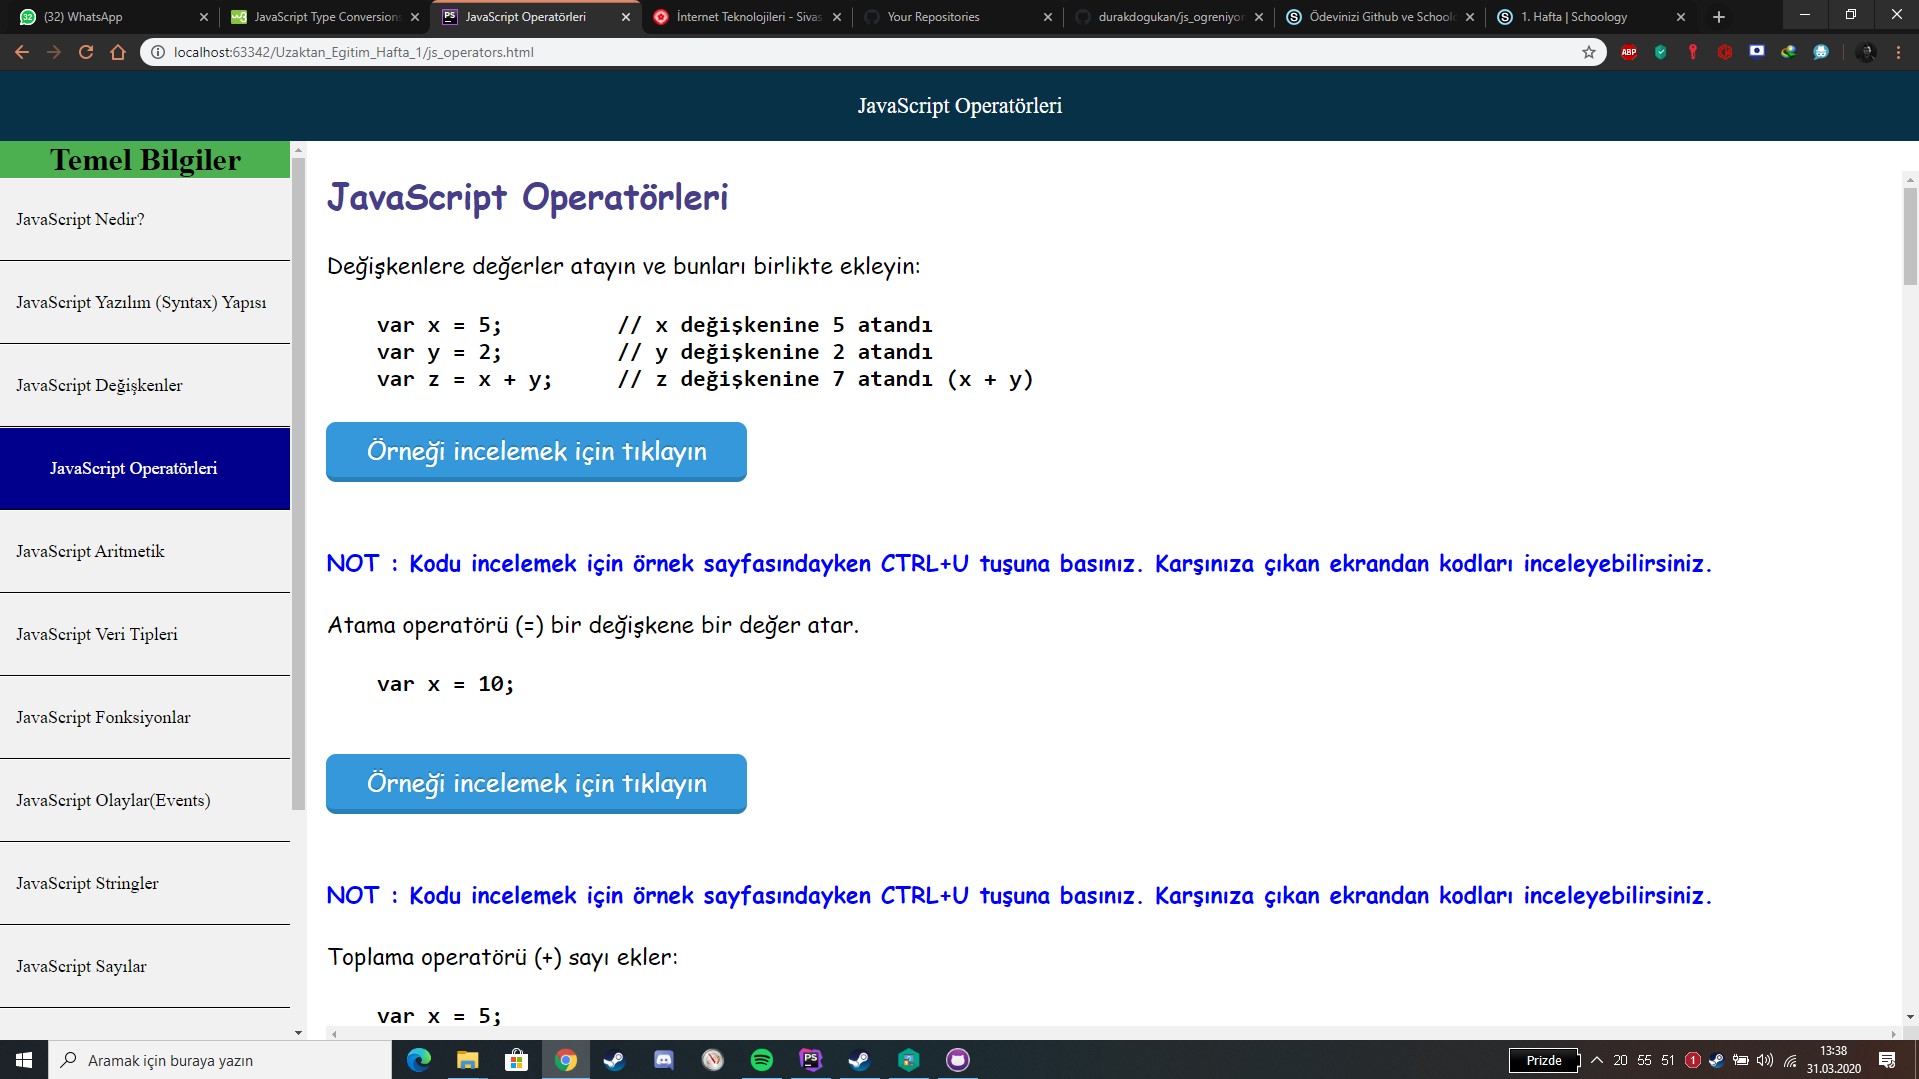 (32) WhatsApp
JavaScript Type Conversions
JavaScript Operatörleri
İnternet Teknolojileri - Sivas
Your Repositories
durakdogukan/js_ogreniyor
Ödevinizi Github ve Schoolo
1. Hafta | Schoology
localhost:63342/Uzaktan_Egitim_Hafta_1/js_operators.html
ABP
JavaScript Operatörleri
Temel Bilgiler
JavaScript Nedir?
JavaScript Yazılım (Syntax) Yapısı
JavaScript Değişkenler
JavaScript Operatörleri
JavaScript Aritmetik
JavaScript Veri Tipleri
JavaScript Fonksiyonlar
JavaScript Olaylar(Events)
JavaScript Stringler
JavaScript Sayılar
JavaScript Operatörleri
Değişkenlere değerler atayın ve bunları birlikte ekleyin:
var x = 5; // x değişkenine 5 atandı
var y = 2; // y değişkenine 2 atandı
var z = x + y; // z değişkenine 7 atandı (x + y)
Örneği incelemek için tıklayın
NOT : Kodu incelemek için örnek sayfasındayken CTRL+U tuşuna basınız. Karşınıza çıkan ekrandan kodları inceleyebilirsiniz.
Atama operatörü (=) bir değişkene bir değer atar.
var x = 10;
Örneği incelemek için tıklayın
NOT : Kodu incelemek için örnek sayfasındayken CTRL+U tuşuna basınız. Karşınıza çıkan ekrandan kodları inceleyebilirsiniz.
Toplama operatörü (+) sayı ekler:
var x = 5;
Aramak için buraya yazın
Prizde
20 55 51
13:38
31.03.2020